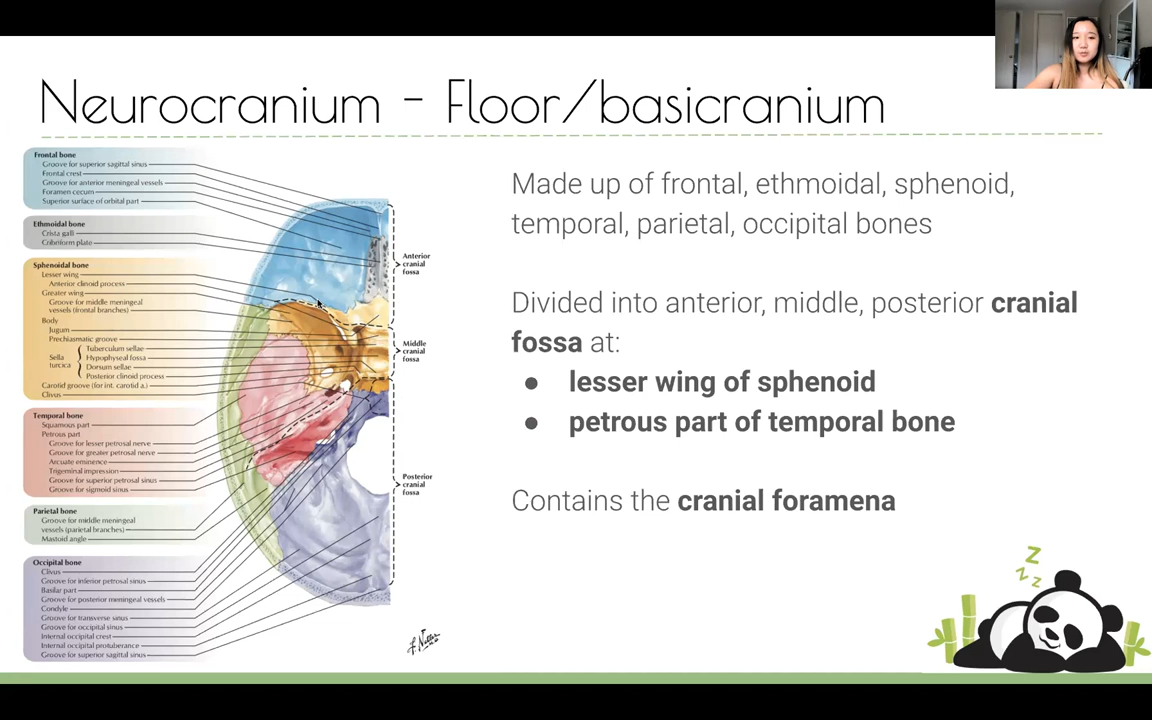 Neurocranium - Floor/basicranium
Frontal bone
Groove for superior sagittal sinus
Frontal crest
Groove for anterior meningeal vessels
Foramen cecum
Superior surface of orbital part
Ethmoidal bone
Crista galli
Cribriform plate
Sphenoidal bone
Lesser wing
Anterior clinoid process
Greater wing
Groove for middle meningeal
vessels (frontal branches)
Body
Jugum
Prechiasmatic groove
Sella
turcica
Tuberculum sellae
Hypophyseal fossa
Dorsum sellae
Posterior clinoid process
Carotid groove (for int. carotid a.)
Clivus
Temporal bone
Squamous part
Petrous part
Groove for lesser petrosal nerve
Groove for greater petrosal nerve
Arcuate eminence
Trigeminal impression
Groove for superior petrosal sinus
Groove for sigmoid sinus
Parietal bone
Groove for middle meningeal
vessels (parietal branches)
Mastoid angle
Occipital bone
Clivus
Groove for inferior petrosal sinus
Basilar part
Groove for posterior meningeal vessels
Condyle
Groove for transverse sinus
Groove for occipital sinus
Internal occipital crest
Internal occipital protuberance
Groove for superior sagittal sinus
Anterior
cranial
fossa
Middle
cranial
fossa
Posterior
cranial
fossa
Made up of frontal, ethmoidal, sphenoid,
temporal, parietal, occipital bones
Divided into anterior, middle, posterior cranial
fossa at:
● lesser wing of sphenoid
● petrous part of temporal bone
Contains the cranial foramena
Z
Z Z